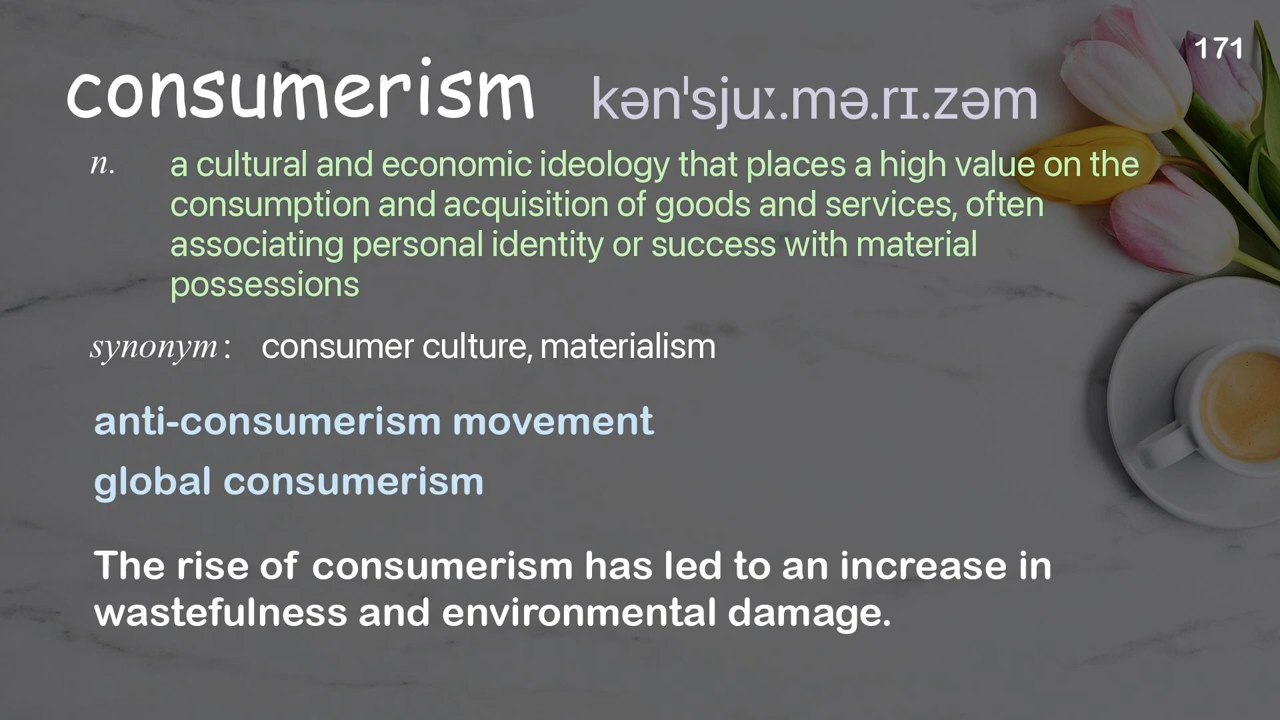 171
consumerism kənˈsjuː.mə.rɪ.zəm
n. a cultural and economic ideology that places a high value on the
consumption and acquisition of goods and services, often
associating personal identity or success with material
possessions
synonym : consumer culture, materialism
anti-consumerism movement
global consumerism
The rise of consumerism has led to an increase in
wastefulness and environmental damage.